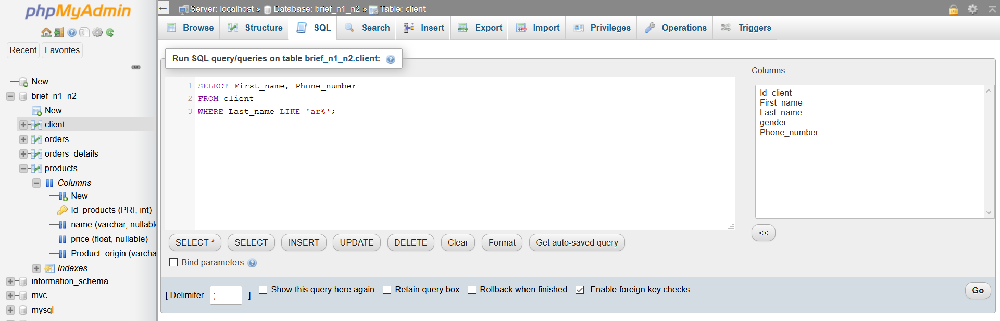 phpMyAdmin
Recent
Favorites
New
brief_n1_n2
New
client
orders
orders_details
products
Columns
New
Id_products (PRI, int)
name (varchar, nullable
price (float, nullable)
Product_origin (varcha
Indexes
information_schema
mvc
mysql
← Server: localhost » Database: brief_n1_n2 » Table: client
Browse Structure SQL Search Insert Export Import Privileges Operations Triggers
Run SQL query/queries on table brief_n1_n2.client:
1 SELECT First_name, Phone_number
2 FROM client
3 WHERE Last_name LIKE 'ar%';
Columns
Id_client
First_name
Last_name
gender
Phone_number
<<
SELECT * SELECT INSERT UPDATE DELETE Clear Format Get auto-saved query
Bind parameters
[ Delimiter ; ] Show this query here again Retain query box Rollback when finished Enable foreign key checks
Go